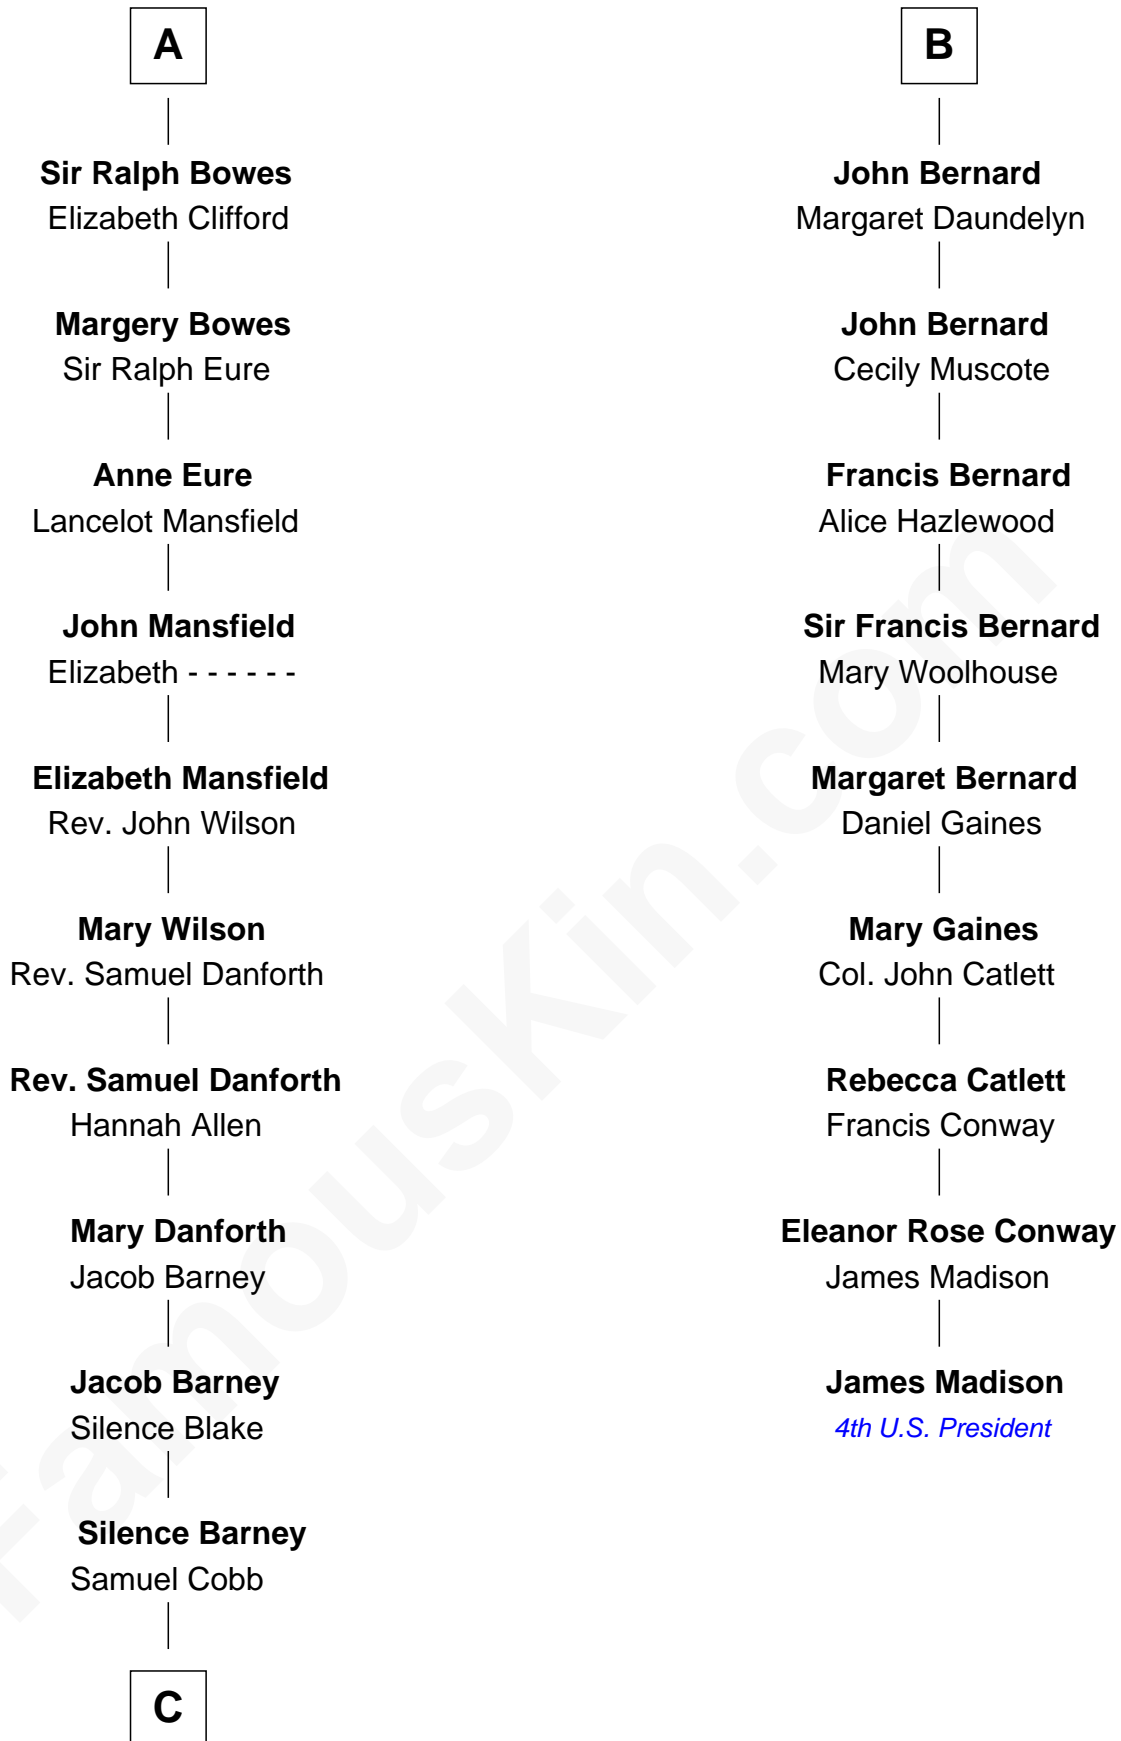 A
Sir Ralph Bowes
Elizabeth Clifford
Margery Bowes
Sir Ralph Eure
Anne Eure
Lancelot Mansfield
John Mansfield
Elizabeth - - - - - -
Elizabeth Mansfield
Rev. John Wilson
Mary Wilson
Rev. Samuel Danforth
Rev. Samuel Danforth
Hannah Allen
Mary Danforth
Jacob Barney
Jacob Barney
Silence Blake
Silence Barney
Samuel Cobb
C
B
John Bernard
Margaret Daundelyn
John Bernard
Cecily Muscote
Francis Bernard
Alice Hazlewood
Sir Francis Bernard
Mary Woolhouse
Margaret Bernard
Daniel Gaines
Mary Gaines
Col. John Catlett
Rebecca Catlett
Francis Conway
Eleanor Rose Conway
James Madison
James Madison
4th U.S. President
FamousKin.com